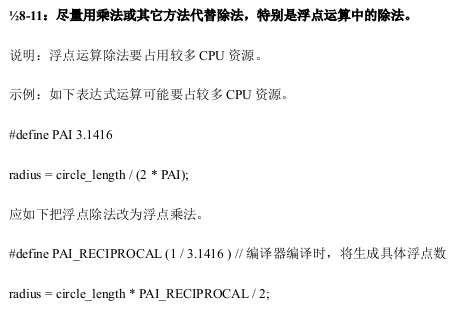 ½8-11：尽量用乘法或其它方法代替除法，特别是浮点运算中的除法。
说明：浮点运算除法要占用较多 CPU 资源。
示例：如下表达式运算可能要占较多 CPU 资源。
#define PAI 3.1416
radius = circle_length / (2 * PAI);
应如下把浮点除法改为浮点乘法。
#define PAI_RECIPROCAL (1 / 3.1416 ) // 编译器编译时，将生成具体浮点数
radius = circle_length * PAI_RECIPROCAL / 2;